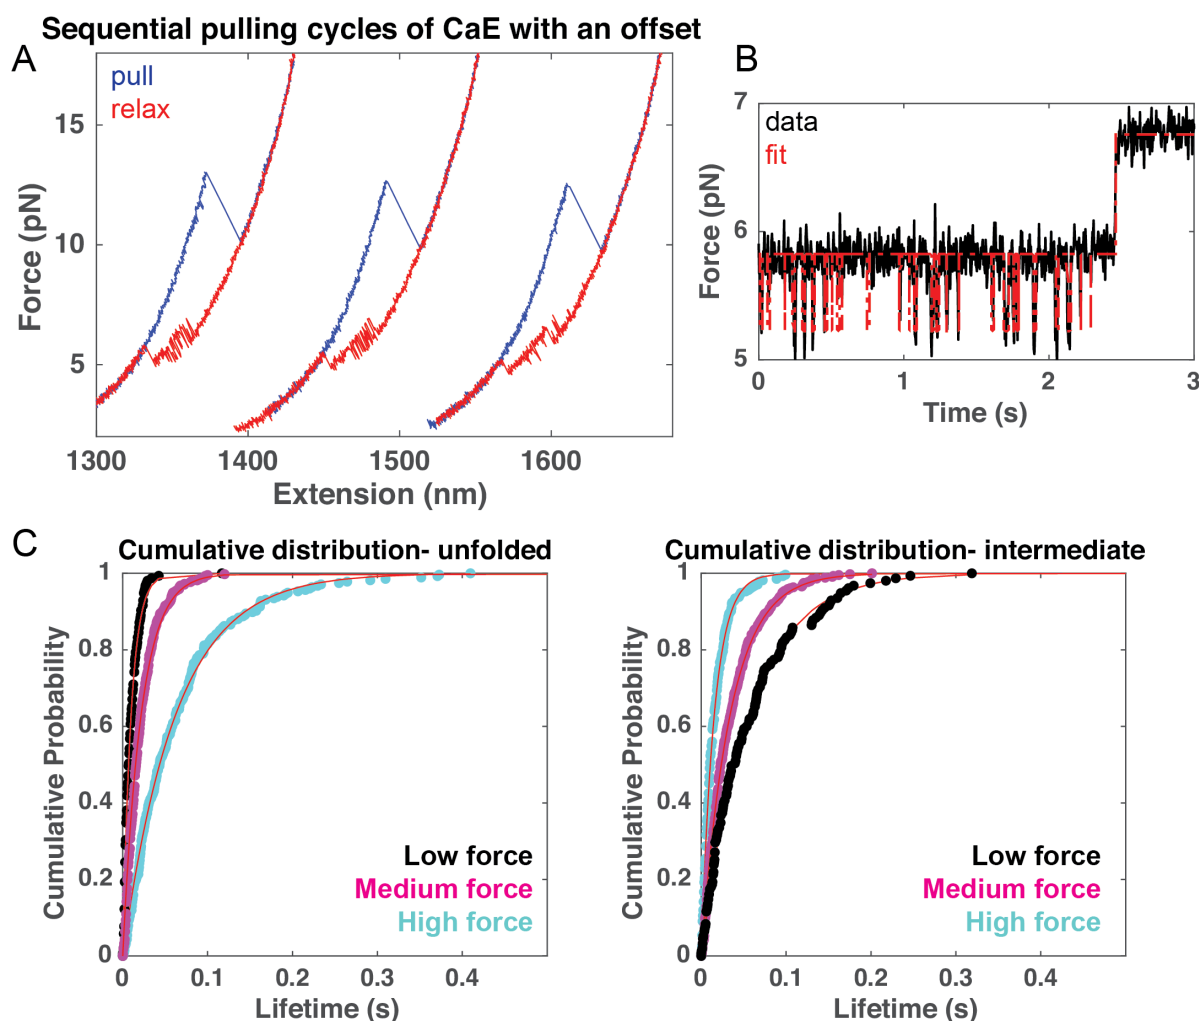 Sequential pulling cycles of CaE with an offset
A
pull
relax
15
10
5
Force (pN)
1300
1400
1500
1600
Extension (nm)
B
data
fit
7
6
5
Force (pN)
0
1
2
3
Time (s)
C
Cumulative distribution- unfolded
1
0.8
0.6
0.4
0.2
0
Cumulative Probability
Low force
Medium force
High force
0
0.1
0.2
0.3
0.4
Lifetime (s)
Cumulative distribution- intermediate
1
0.8
0.6
0.4
0.2
0
Cumulative Probability
Low force
Medium force
High force
0
0.1
0.2
0.3
0.4
Lifetime (s)